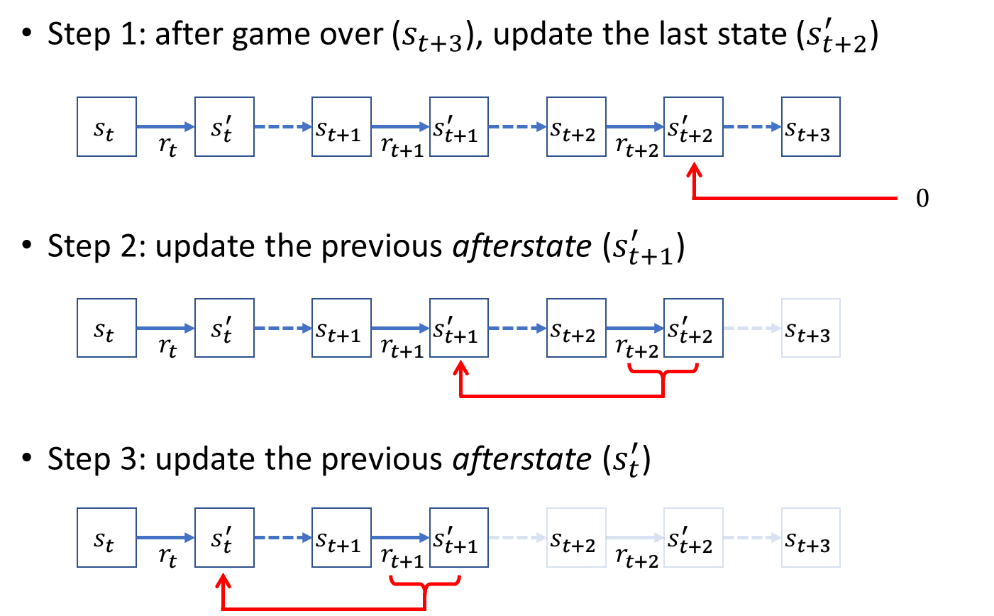 • Step 1: after game over (s_{t+3}), update the last state (s'_{t+2})
s_t r_t s'_t s_{t+1} r_{t+1} s'_{t+1} s_{t+2} r_{t+2} s'_{t+2} s_{t+3}
0
• Step 2: update the previous afterstate (s'_{t+1})
s_t r_t s'_t s_{t+1} r_{t+1} s'_{t+1} s_{t+2} r_{t+2} s'_{t+2} s_{t+3}
• Step 3: update the previous afterstate (s'_t)
s_t r_t s'_t s_{t+1} r_{t+1} s'_{t+1} s_{t+2} r_{t+2} s'_{t+2} s_{t+3}